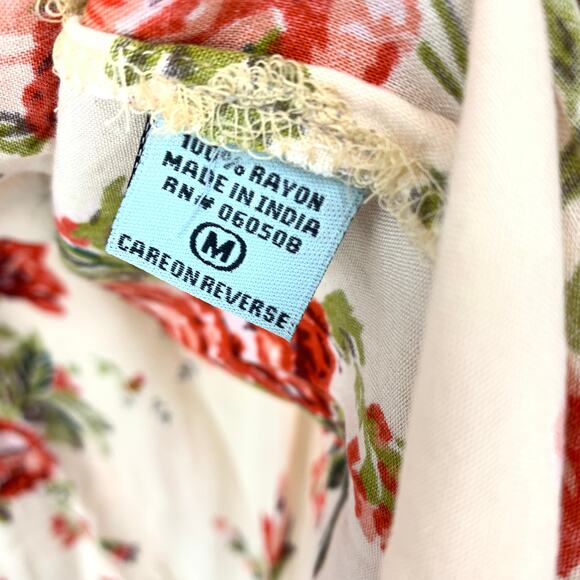 100% RAYON
MADE IN INDIA
RN# 060508
M
CARE ON REVERSE